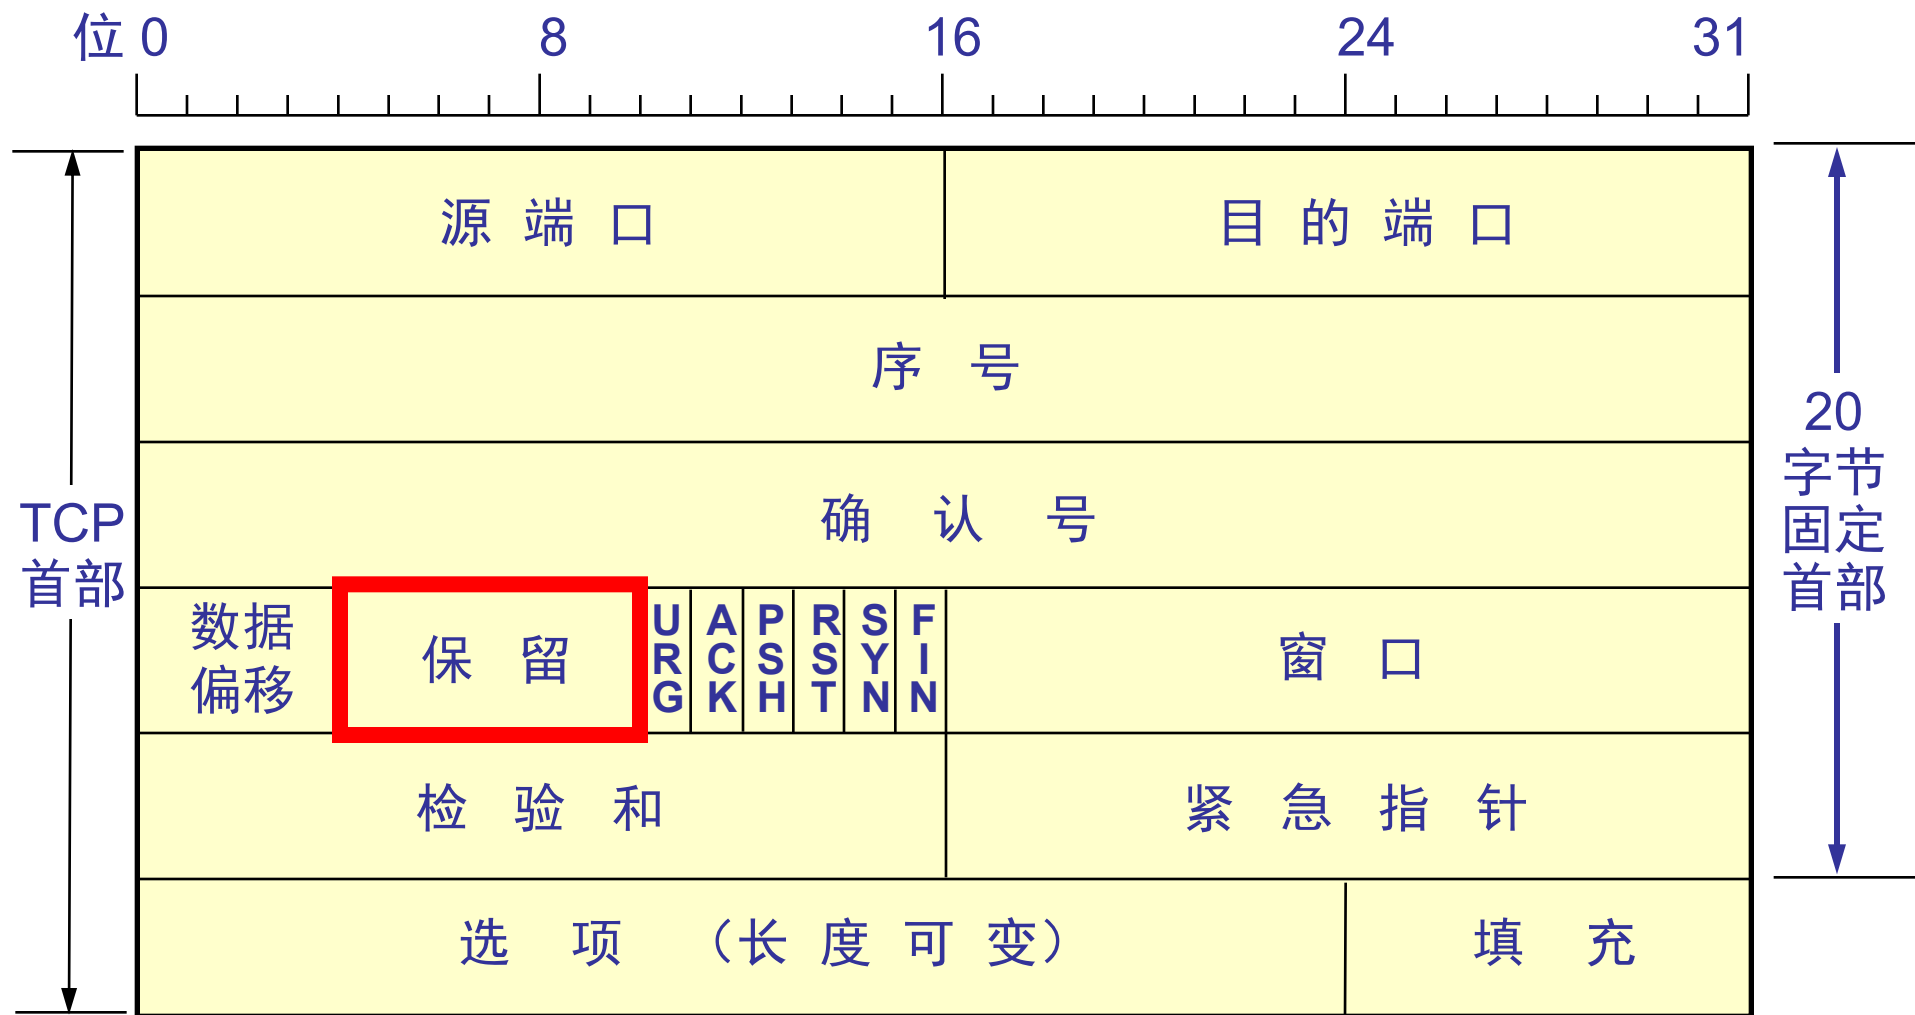 位 0 8 16 24 31
源端口 目的端口
序号
确认号
TCP
首部
20
字节
固定
首部
数据
偏移
保留
URG ACK PSH RST SYN FIN
窗口
检验和 紧急指针
选项（长度可变） 填充